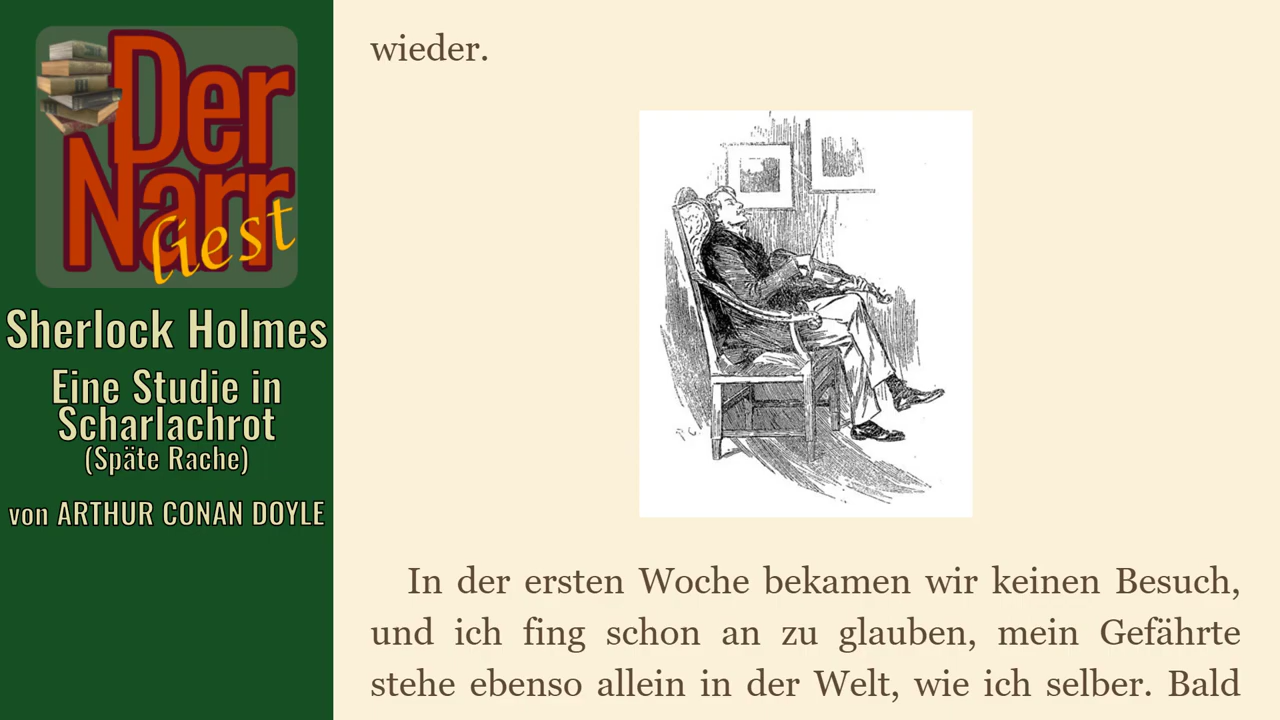 Der
Narr
liest
Sherlock Holmes
Eine Studie in
Scharlachrot
(Späte Rache)
von ARTHUR CONAN DOYLE
wieder.
In der ersten Woche bekamen wir keinen Besuch,
und ich fing schon an zu glauben, mein Gefährte
stehe ebenso allein in der Welt, wie ich selber. Bald